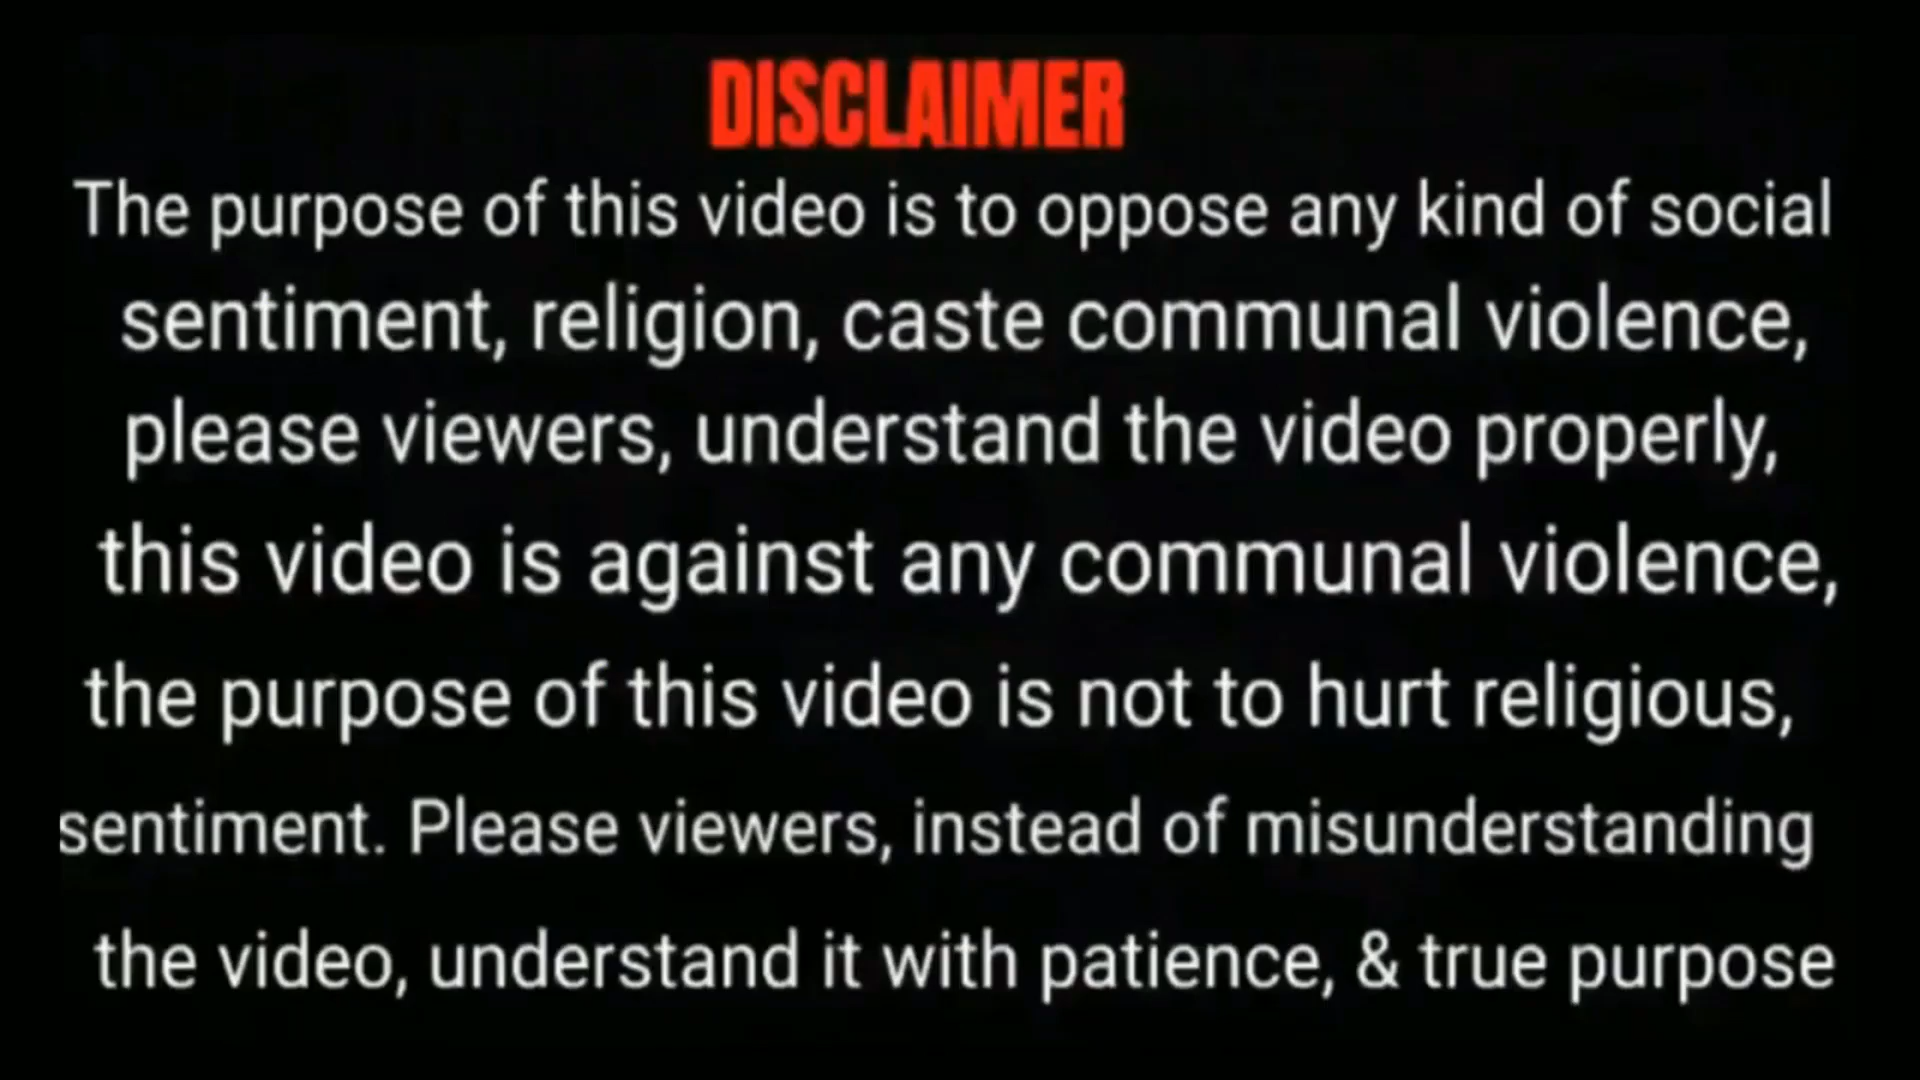 DISCLAIMER
The purpose of this video is to oppose any kind of social
sentiment, religion, caste communal violence,
please viewers, understand the video properly,
this video is against any communal violence,
the purpose of this video is not to hurt religious,
sentiment. Please viewers, instead of misunderstanding
the video, understand it with patience, & true purpose